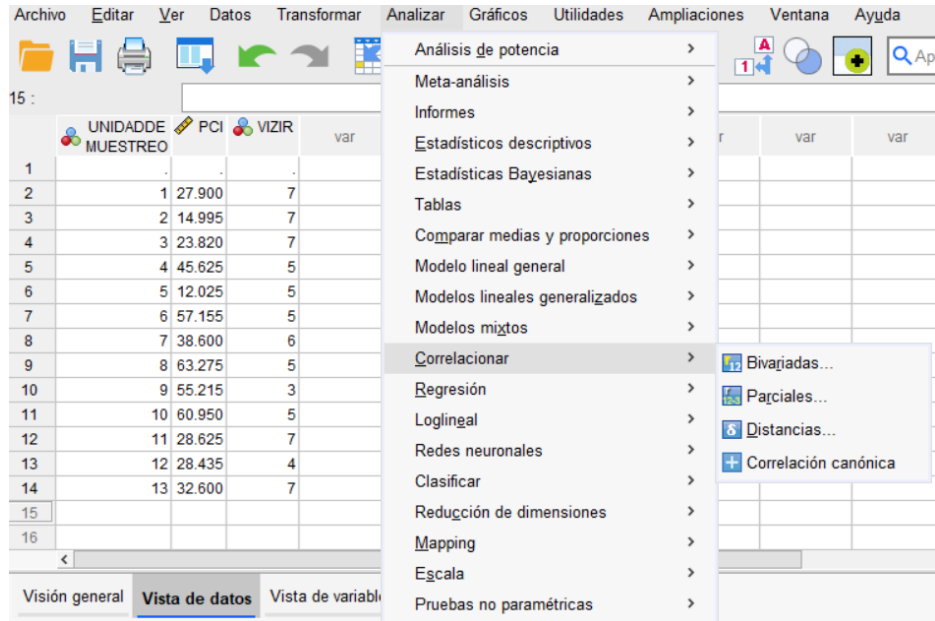 Archivo Editar Ver Datos Transformar Analizar Gráficos Utilidades Ampliaciones Ventana Ayuda
Análisis de potencia
A
1
Ap
Meta-análisis
15 :
Informes
UNIDADDE MUESTREO PCI VIZIR var r var var
Estadísticos descriptivos
1 . . .
Estadísticas Bayesianas
2 1 27.900 7
Tablas
3 2 14.995 7
4 3 23.820 7
Comparar medias y proporciones
5 4 45.625 5
Modelo lineal general
6 5 12.025 5
Modelos lineales generalizados
7 6 57.155 5
Modelos mixtos
8 7 38.600 6
Correlacionar
9 8 63.275 5
Bivariadas...
10 9 55.215 3
Regresión
Parciales...
11 10 60.950 5
Loglineal
Distancias...
12 11 28.625 7
Redes neuronales
13 12 28.435 4
Correlación canónica
14 13 32.600 7
Clasificar
15
Reducción de dimensiones
16
Mapping
Escala
Visión general Vista de datos Vista de variabl
Pruebas no paramétricas